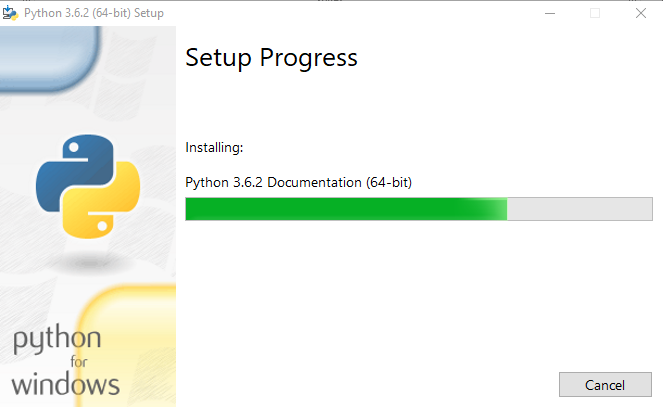 Python 3.6.2 (64-bit) Setup
Setup Progress
Installing:
Python 3.6.2 Documentation (64-bit)
python
for
windows
Cancel